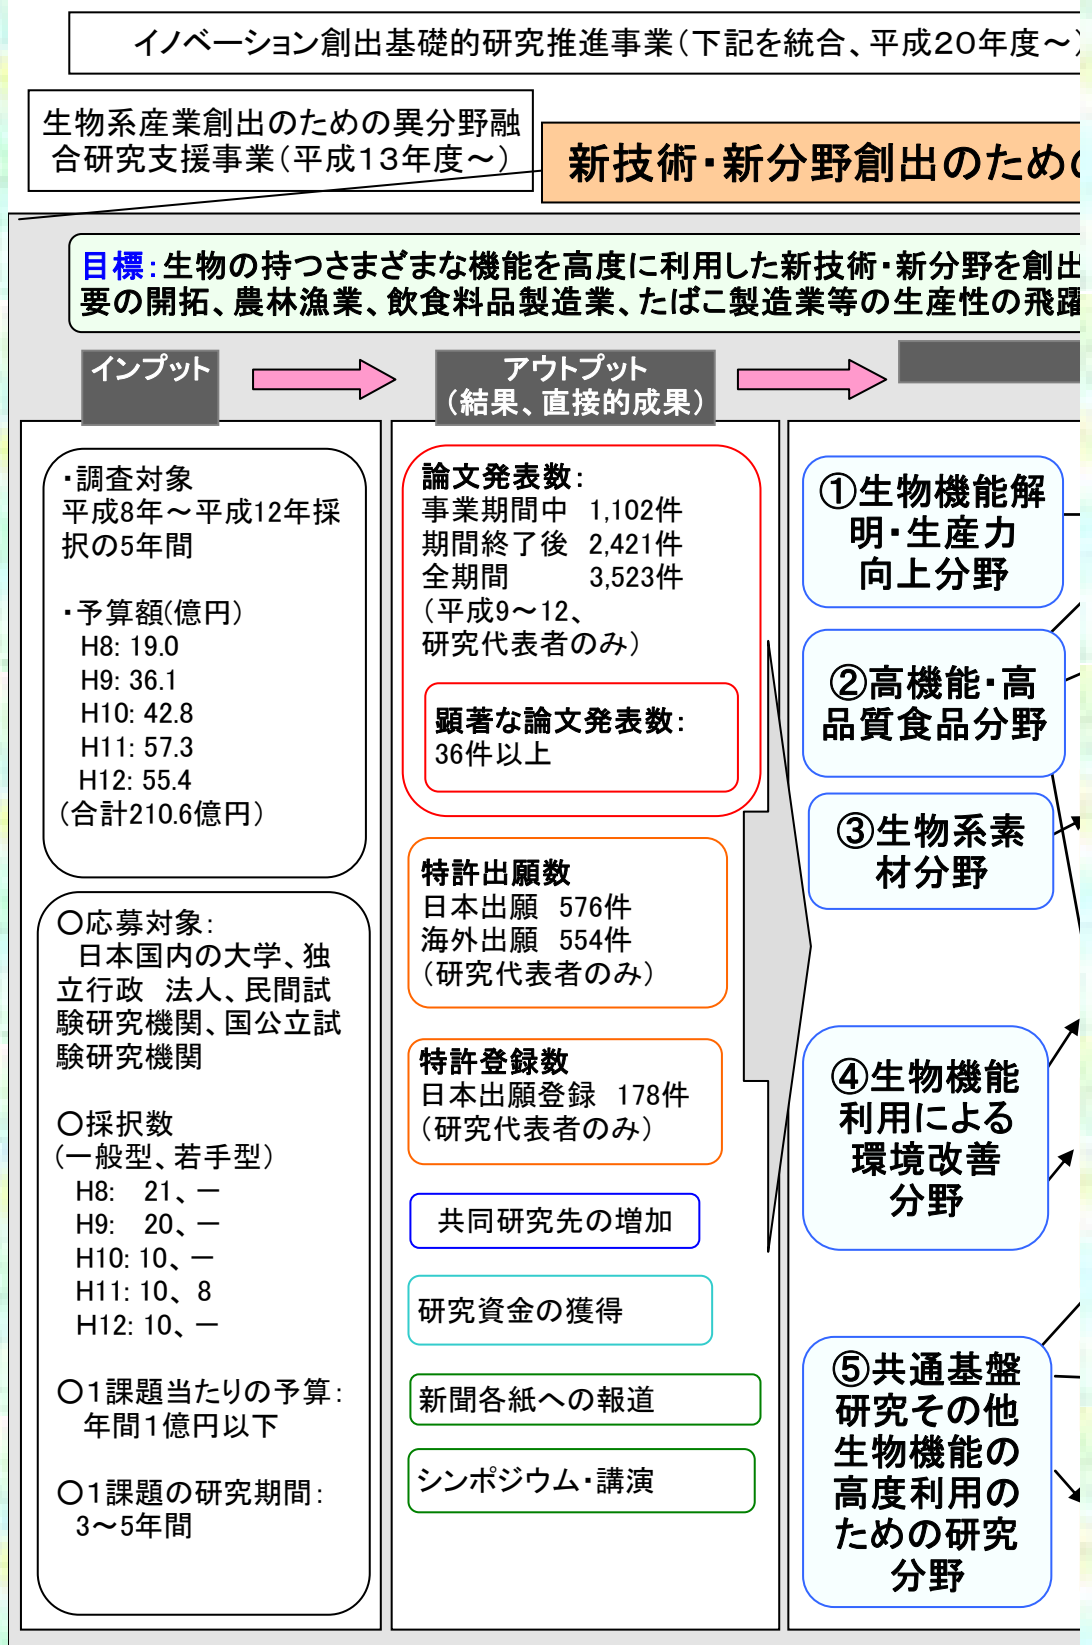 イノベーション創出基礎的研究推進事業（下記を統合、平成２０年度～）
生物系産業創出のための異分野融
合研究支援事業（平成１３年度～）
新技術・新分野創出のための
目標：生物の持つさまざまな機能を高度に利用した新技術・新分野を創出
要の開拓、農林漁業、飲食料品製造業、たばこ製造業等の生産性の飛躍
インプット
アウトプット
（結果、直接的成果）
・調査対象
平成8年～平成12年採
択の5年間
・予算額(億円)
H8: 19.0
H9: 36.1
H10: 42.8
H11: 57.3
H12: 55.4
（合計210.6億円）
○応募対象：
日本国内の大学、独
立行政　法人、民間試
験研究機関、国公立試
験研究機関
○採択数
(一般型、若手型)
H8:　21、－
H9:　20、－
H10: 10、－
H11: 10、8
H12: 10、－
○１課題当たりの予算：
年間１億円以下
○１課題の研究期間：
3～5年間
論文発表数：
事業期間中　1,102件
期間終了後　2,421件
全期間　3,523件
（平成9～12、
研究代表者のみ）
顕著な論文発表数：
36件以上
特許出願数
日本出願　576件
海外出願　554件
（研究代表者のみ）
特許登録数
日本出願登録　178件
（研究代表者のみ）
共同研究先の増加
研究資金の獲得
新聞各紙への報道
シンポジウム・講演
①生物機能解
明・生産力
向上分野
②高機能・高
品質食品分野
③生物系素
材分野
④生物機能
利用による
環境改善
分野
⑤共通基盤
研究その他
生物機能の
高度利用の
ための研究
分野